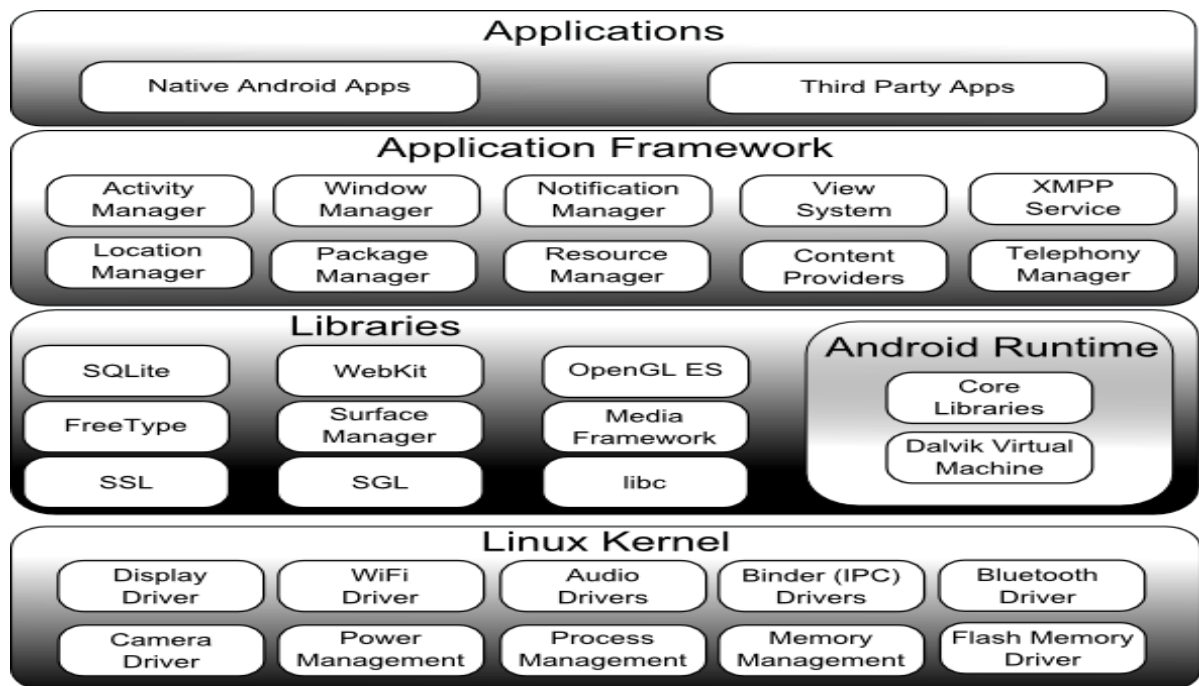 Applications
Native Android Apps
Third Party Apps
Application Framework
Activity
Manager
Window
Manager
Notification
Manager
View
System
XMPP
Service
Location
Manager
Package
Manager
Resource
Manager
Content
Providers
Telephony
Manager
Libraries
SQLite
WebKit
OpenGL ES
FreeType
Surface
Manager
Media
Framework
SSL
SGL
libc
Android Runtime
Core
Libraries
Dalvik Virtual
Machine
Linux Kernel
Display
Driver
WiFi
Driver
Audio
Drivers
Binder (IPC)
Drivers
Bluetooth
Driver
Camera
Driver
Power
Management
Process
Management
Memory
Management
Flash Memory
Driver